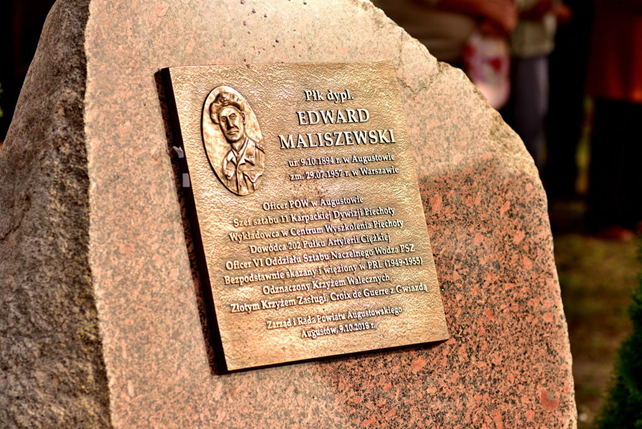 Płk dypl.
EDWARD
MALISZEWSKI
ur. 9.10.1894 r. w Augustowie
zm. 29.07.1957 r. w Warszawie
Oficer POW w Augustowie
Szef sztabu 11 Karpackiej Dywizji Piechoty
Wykładowca w Centrum Wyszkolenia Piechoty
Dowódca 202 Pułku Artylerii Ciężkiej
Oficer VI Oddziału Sztabu Naczelnego Wodza PSZ
Bezpodstawnie skazany i więziony w PRL (1949-1955)
Odznaczony Krzyżem Walecznych,
Złotym Krzyżem Zasługi, Croix de Guerre z Gwiazdą
Zarząd i Rada Powiatu Augustowskiego
Augustów, 9.10.2018 r.